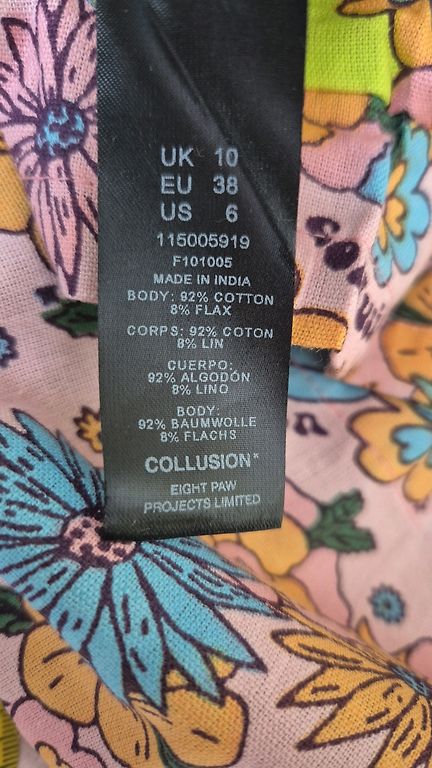 UK 10
EU 38
US 6
115005919
F101005
MADE IN INDIA
BODY: 92% COTTON
8% FLAX
CORPS: 92% COTON
8% LIN
CUERPO:
92% ALGODÓN
8% LINO
BODY:
92% BAUMWOLLE
8% FLACHS
COLLUSION*
EIGHT PAW
PROJECTS LIMITED